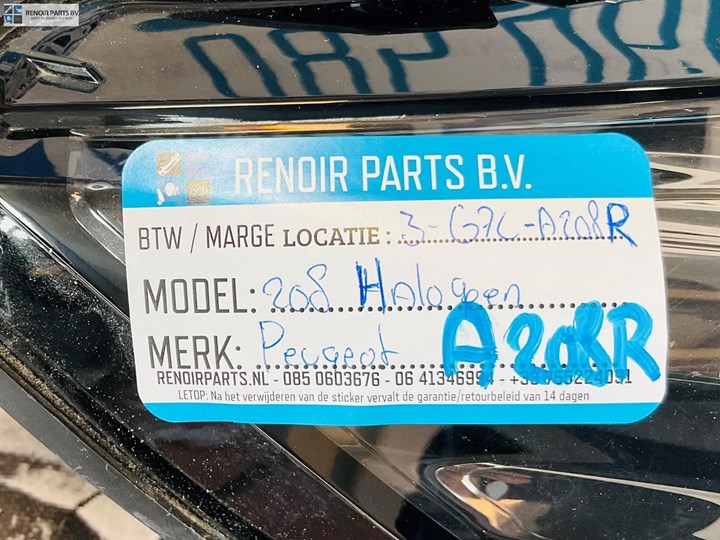 RENOIR PARTS BV.
RENOIR PARTS B.V.
BTW / MARGE LOCATIE : 3-G7C-A208R
MODEL: 208 Halogeen
MERK: Peugeot A208R
RENOIRPARTS.NL - 085 0603676 - 06 41346994 -
LETOP: Na het verwijderen van de sticker vervalt de garantie/retourbeleid van 14 dagen